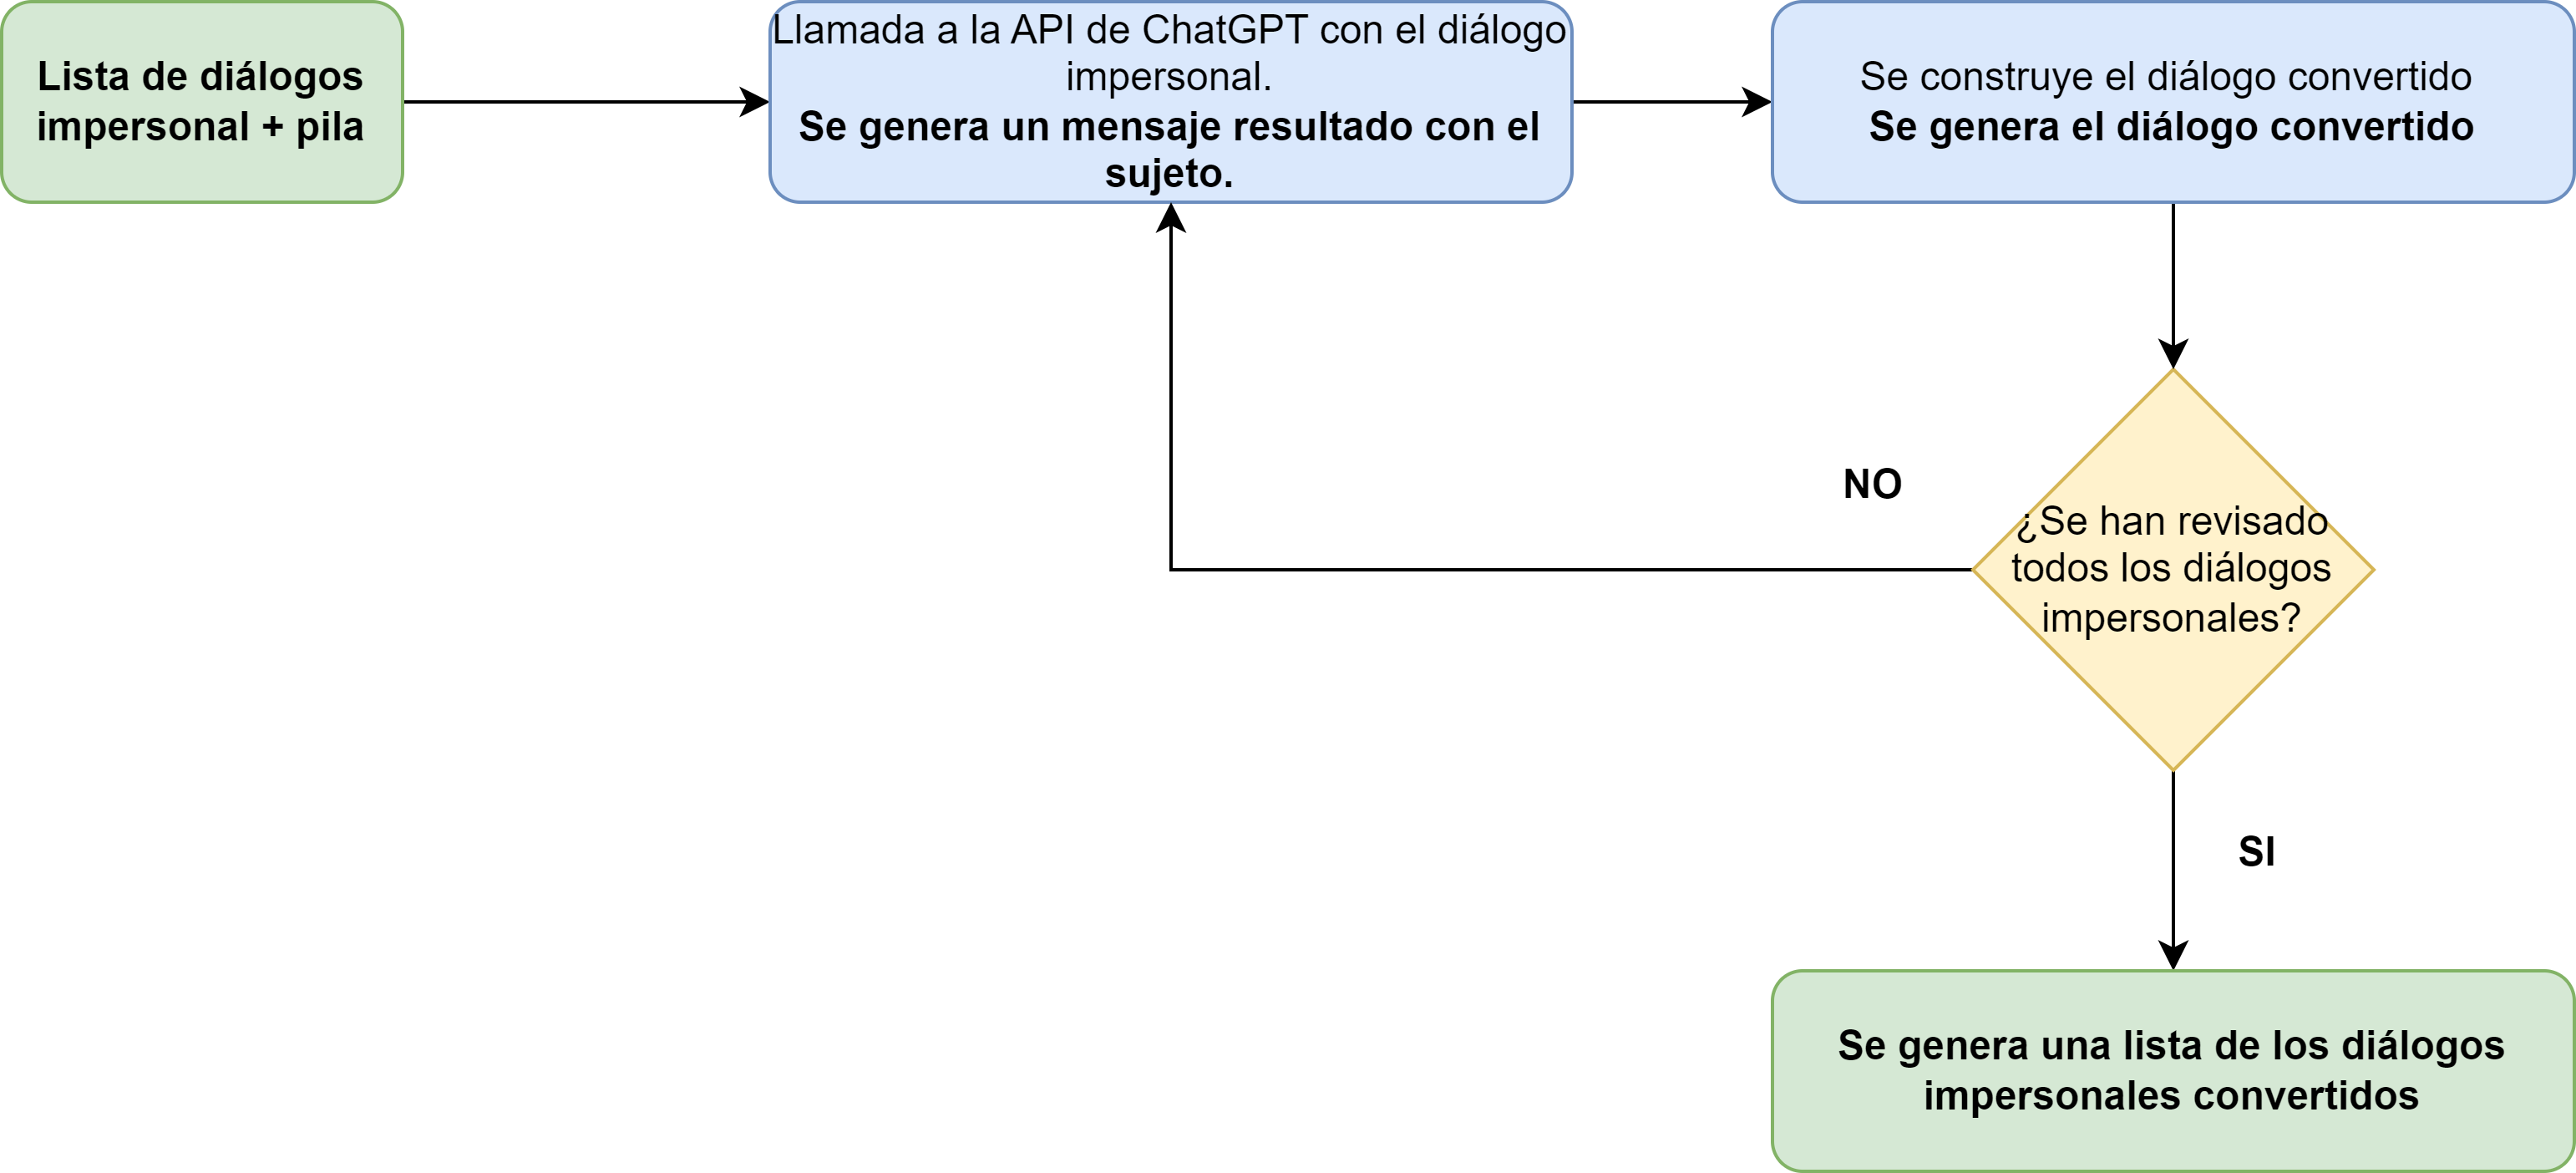 Lista de diálogos
impersonal + pila
Llamada a la API de ChatGPT con el diálogo
impersonal.
Se genera un mensaje resultado con el
sujeto.
Se construye el diálogo convertido
Se genera el diálogo convertido
NO
¿Se han revisado
todos los diálogos
impersonales?
SI
Se genera una lista de los diálogos
impersonales convertidos